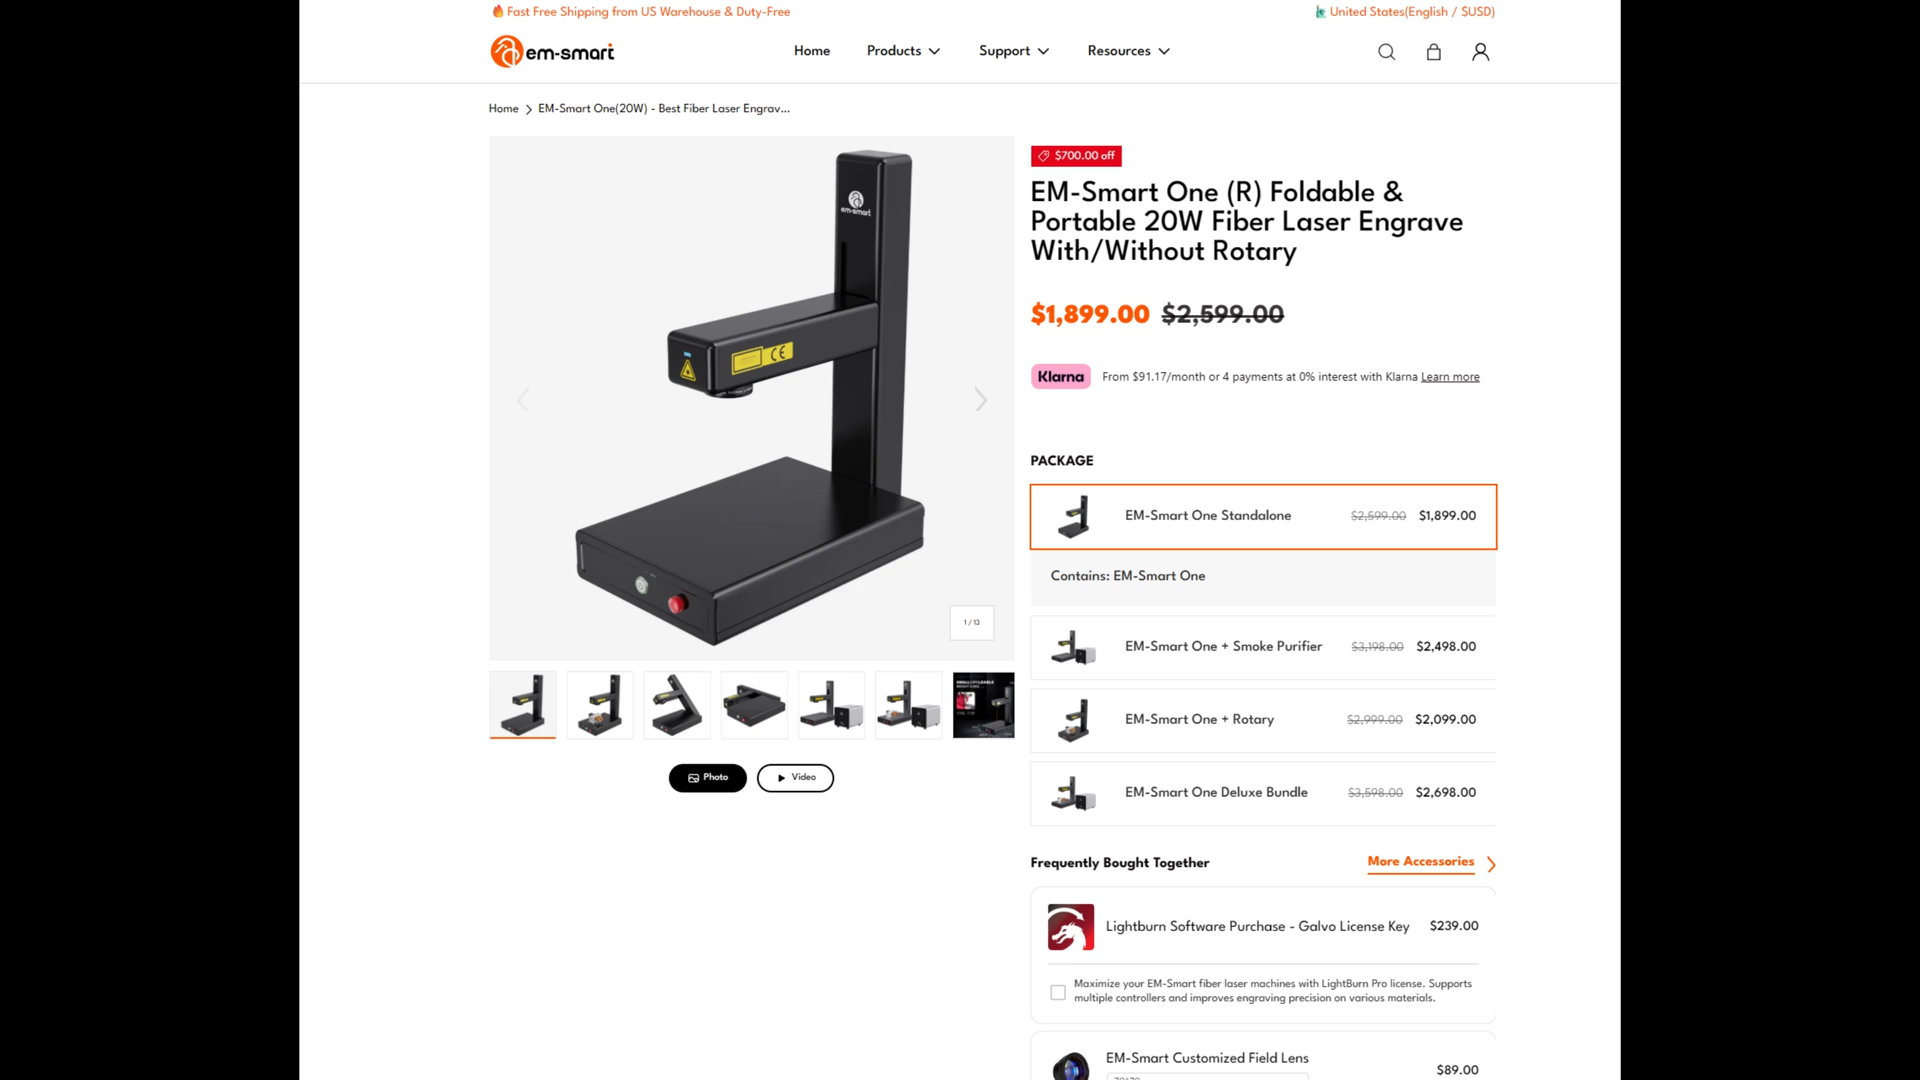 Fast Free Shipping from US Warehouse & Duty-Free
United States(English / $USD)
em-smart
Home
Products
Support
Resources
Home
EM-Smart One(20W) - Best Fiber Laser Engrav...
em-smart
CE
1 / 13
Photo
Video
$700.00 off
EM-Smart One (R) Foldable &
Portable 20W Fiber Laser Engrave
With/Without Rotary
$1,899.00 $2,599.00
Klarna
From $91.17/month or 4 payments at 0% interest with Klarna Learn more
PACKAGE
EM-Smart One Standalone $2,599.00 $1,899.00
Contains: EM-Smart One
EM-Smart One + Smoke Purifier $3,198.00 $2,498.00
EM-Smart One + Rotary $2,999.00 $2,099.00
EM-Smart One Deluxe Bundle $3,598.00 $2,698.00
Frequently Bought Together
More Accessories
Lightburn Software Purchase - Galvo License Key $239.00
Maximize your EM-Smart fiber laser machines with LightBurn Pro license. Supports
multiple controllers and improves engraving precision on various materials.
EM-Smart Customized Field Lens
$89.00